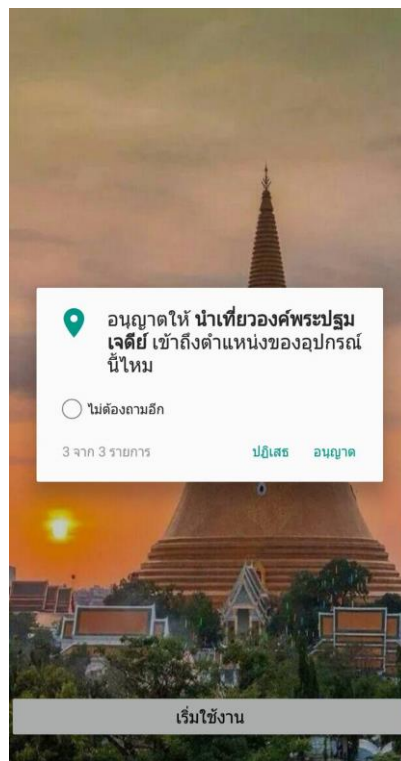 อนุญาตให้ นำเที่ยวองค์พระปฐม
เจดีย์ เข้าถึงตำแหน่งของอุปกรณ์
นี้ไหม
ไม่ต้องถามอีก
3 จาก 3 รายการ ปฏิเสธ อนุญาต
เริ่มใช้งาน